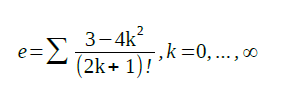 e=∑ (3−4k²)/((2k+1)!) ,k=0,…,∞